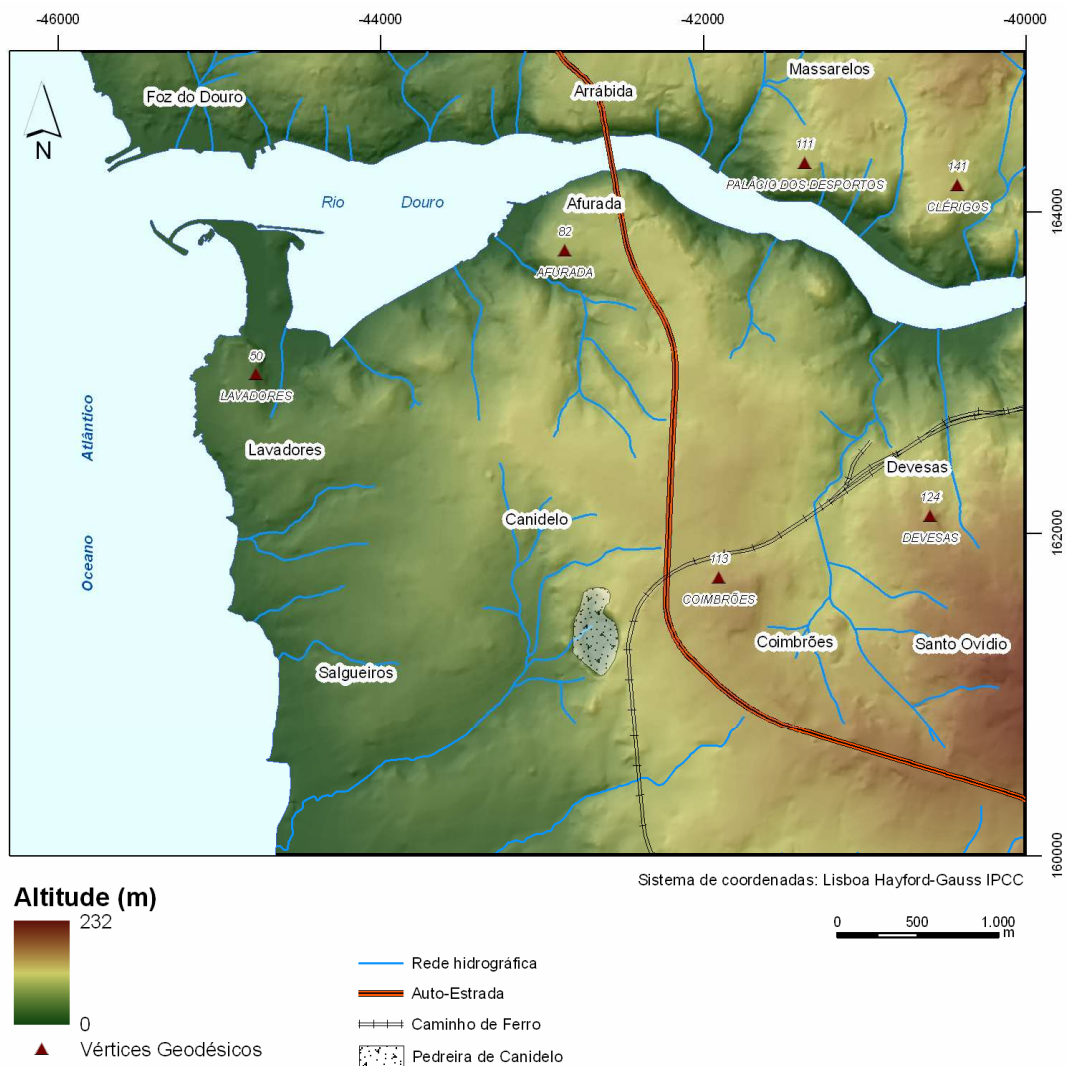 -46000
-44000
-42000
-40000
Massarelos
Foz do Douro
Arrábida
N
111
PALÁCIO DOS DESPORTOS
141
CLÉRIGOS
Rio Douro
Afurada
164000
82
AFURADA
50
LAVADORES
Atlântico
Lavadores
Devesas
124
DEVESAS
Canidelo
162000
Oceano
113
COIMBRÕES
Coimbrões
Santo Ovídio
Salgueiros
160000
Sistema de coordenadas: Lisboa Hayford-Gauss IPCC
Altitude (m)
232
0
0 500 1.000
m
Rede hidrográfica
Auto-Estrada
Caminho de Ferro
Vértices Geodésicos
Pedreira de Canidelo